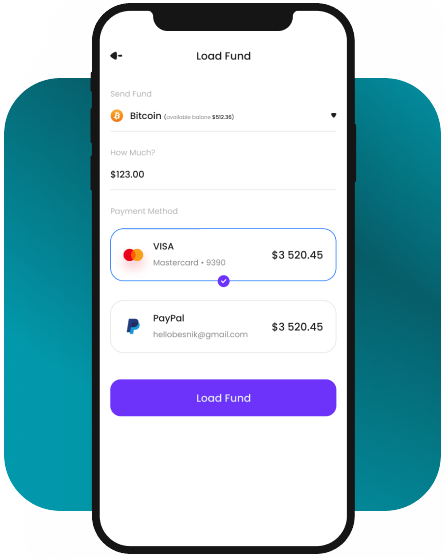 Load Fund
Send Fund
Bitcoin (available balane $512.36)
How Much?
$123.00
Payment Method
VISA
Mastercard • 9390
$3 520.45
PayPal
hellobesnik@gmail.com
$3 520.45
Load Fund